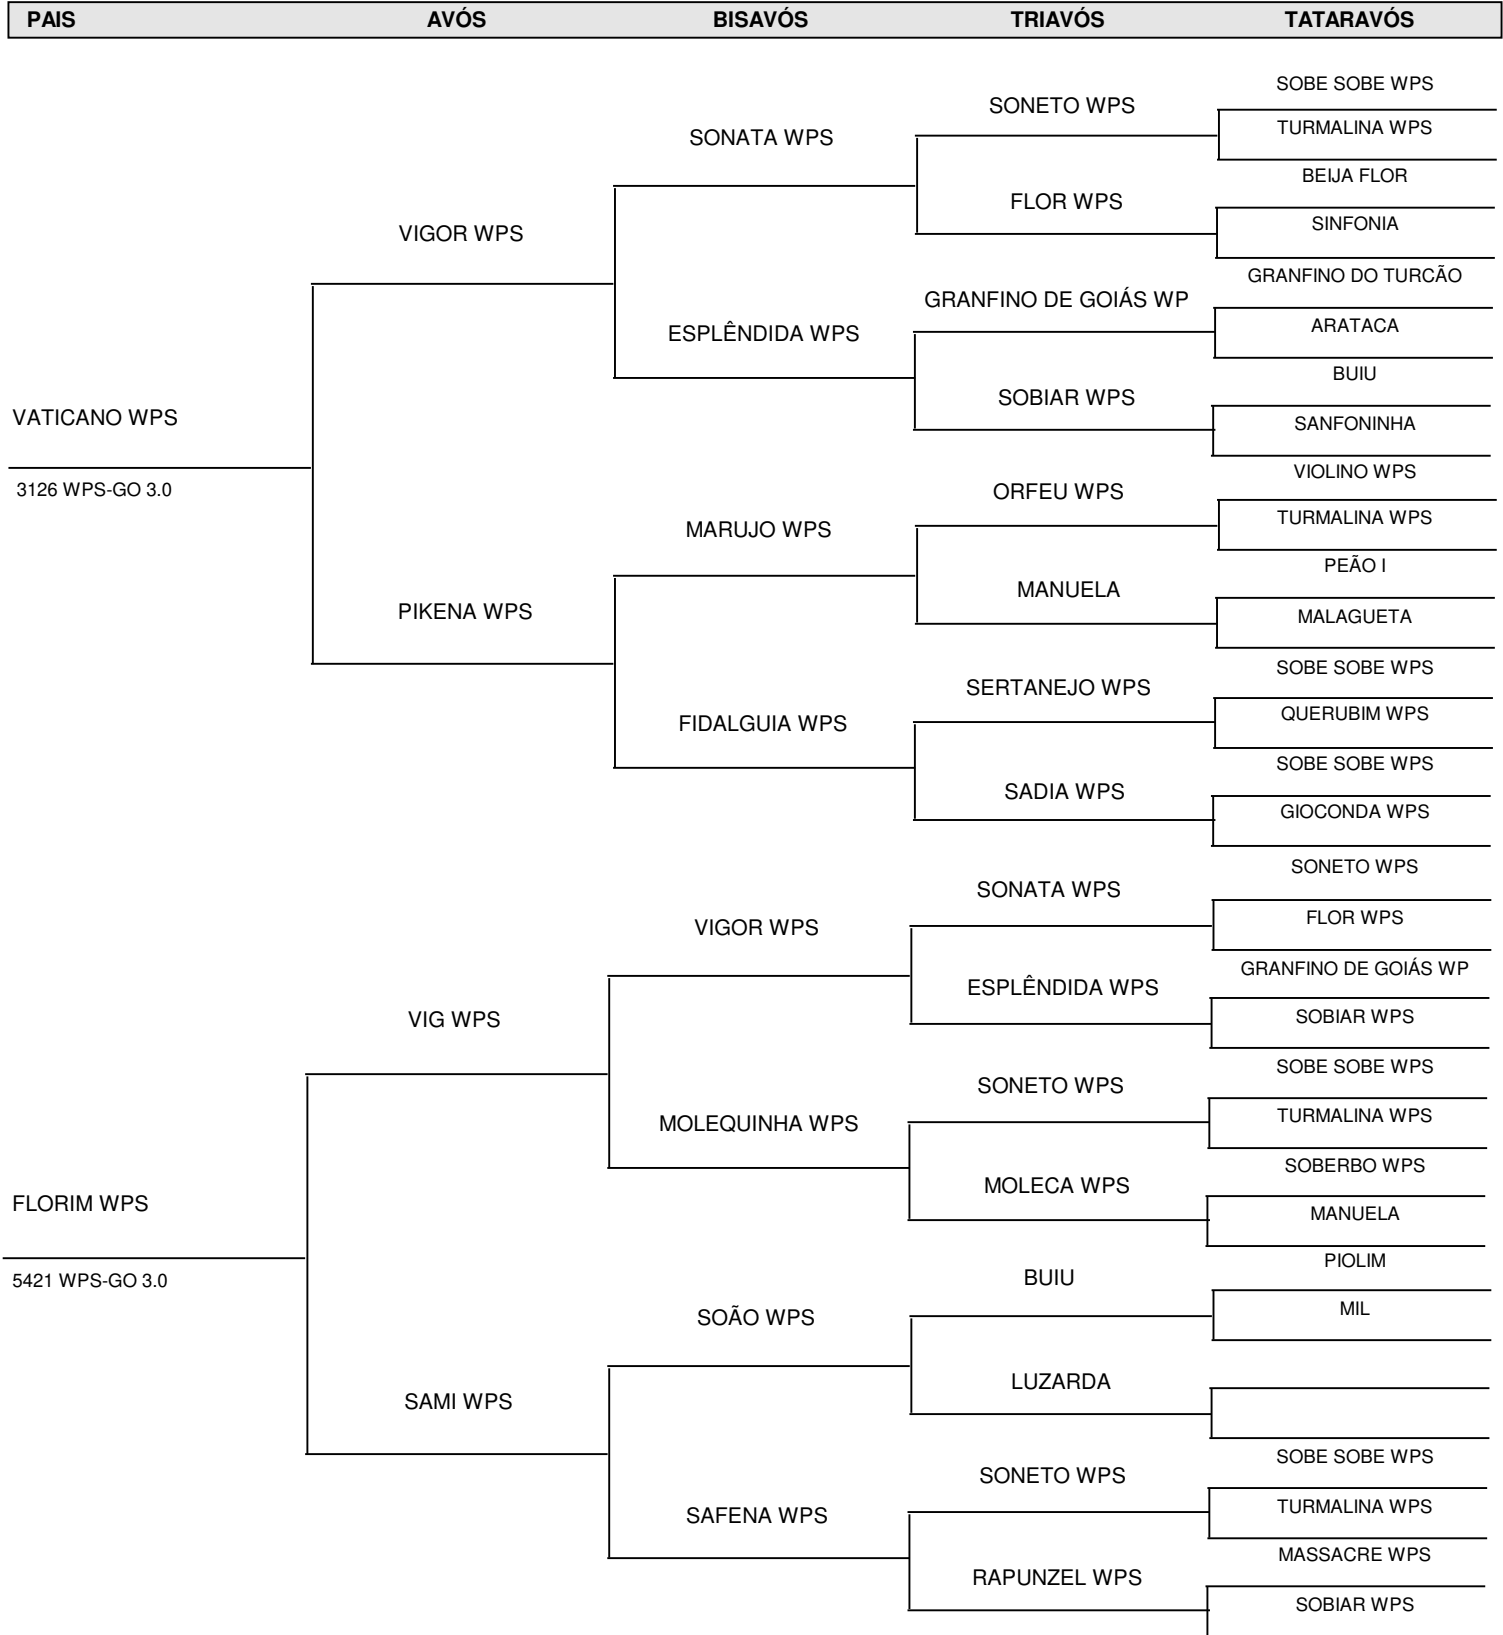 PAIS AVÓS BISAVÓS TRIAVÓS TATARAVÓS
SOBE SOBE WPS
SONETO WPS
TURMALINA WPS
SONATA WPS
BEIJA FLOR
FLOR WPS
SINFONIA
VIGOR WPS
GRANFINO DO TURCÃO
GRANFINO DE GOIÁS WP
ARATACA
ESPLÊNDIDA WPS
BUIU
SOBIAR WPS
SANFONINHA
VATICANO WPS
3126 WPS-GO 3.0
VIOLINO WPS
ORFEU WPS
TURMALINA WPS
MARUJO WPS
PEÃO I
MANUELA
MALAGUETA
PIKENA WPS
SOBE SOBE WPS
SERTANEJO WPS
QUERUBIM WPS
FIDALGUIA WPS
SOBE SOBE WPS
SADIA WPS
GIOCONDA WPS
SONETO WPS
SONATA WPS
FLOR WPS
VIGOR WPS
GRANFINO DE GOIÁS WP
ESPLÊNDIDA WPS
SOBIAR WPS
VIG WPS
SOBE SOBE WPS
SONETO WPS
TURMALINA WPS
MOLEQUINHA WPS
SOBERBO WPS
MOLECA WPS
MANUELA
FLORIM WPS
5421 WPS-GO 3.0
PIOLIM
BUIU
MIL
SOÃO WPS
LUZARDA
SAMI WPS
SOBE SOBE WPS
SONETO WPS
TURMALINA WPS
SAFENA WPS
MASSACRE WPS
RAPUNZEL WPS
SOBIAR WPS